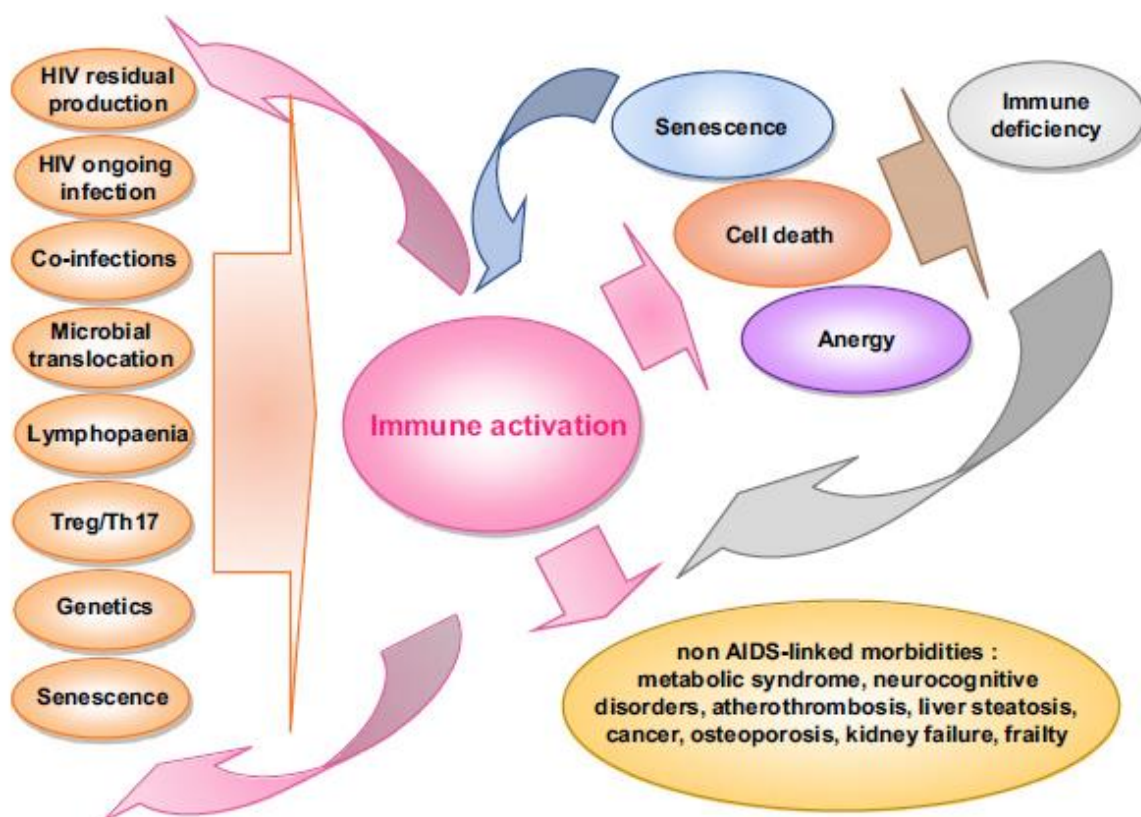 HIV residual
production
HIV ongoing
infection
Co-infections
Microbial
translocation
Lymphopaenia
Treg/Th17
Genetics
Senescence
Immune activation
Senescence
Cell death
Anergy
Immune
deficiency
non AIDS-linked morbidities :
metabolic syndrome, neurocognitive
disorders, atherothrombosis, liver steatosis,
cancer, osteoporosis, kidney failure, frailty